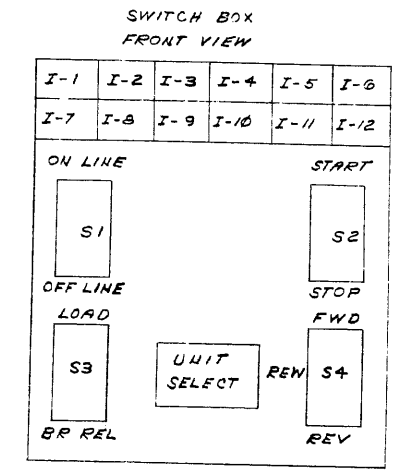 SWITCH BOX
FRONT VIEW
I-1 I-2 I-3 I-4 I-5 I-6
I-7 I-8 I-9 I-10 I-11 I-12
ON LINE START
S1 S2
OFF LINE STOP
LOAD FWD
S3 UNIT SELECT REW S4
BR REL REV